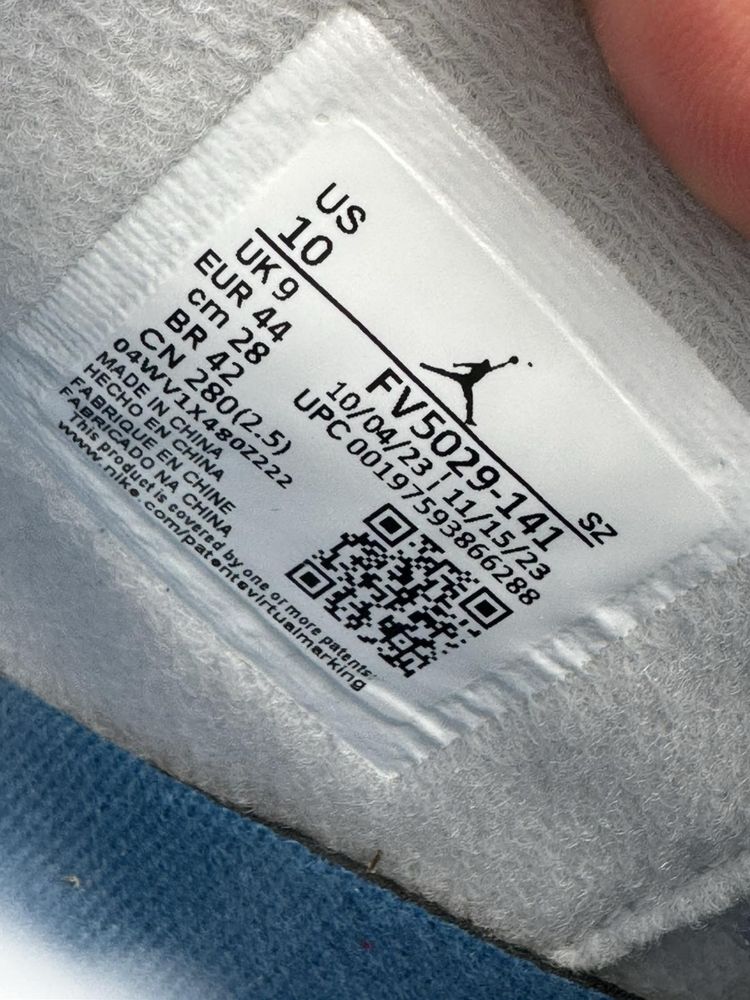 US
10
UK 9
EUR 44
cm 28
BR 42
CN 280(2.5)
04WV1X480Z222
MADE IN CHINA
HECHO EN CHINA
FABRIQUE EN CHINE
FABRICADO NA CHINA
This product is covered by one or more patents:
www.nike.com/patentsvirtualmarking
SZ
FV5029-141
10/04/23 | 11/15/23
UPC 00197593866288